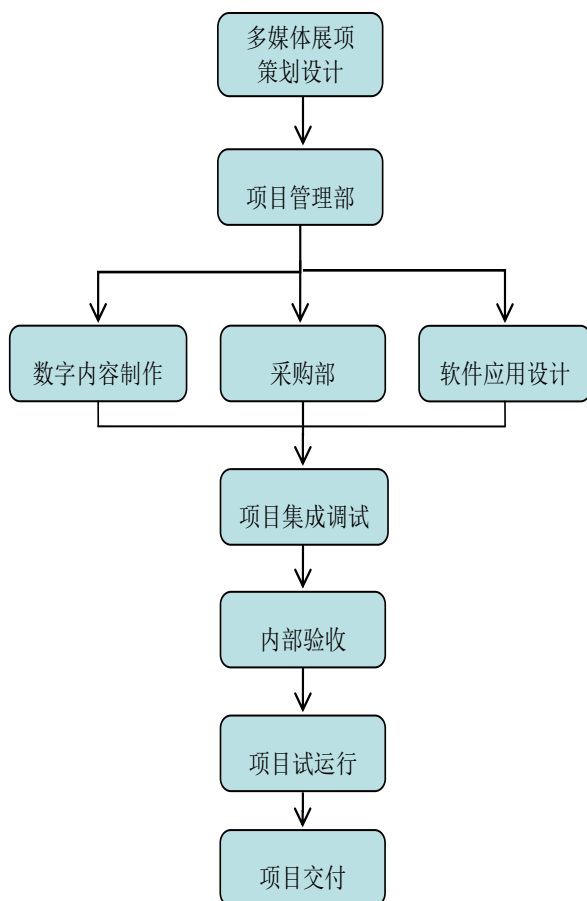 多媒体展项
策划设计
项目管理部
数字内容制作
采购部
软件应用设计
项目集成调试
内部验收
项目试运行
项目交付